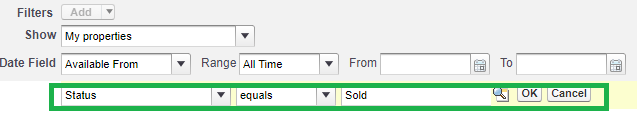 Filters Add
Show My properties
Date Field Available From Range All Time From To
Status equals Sold OK Cancel